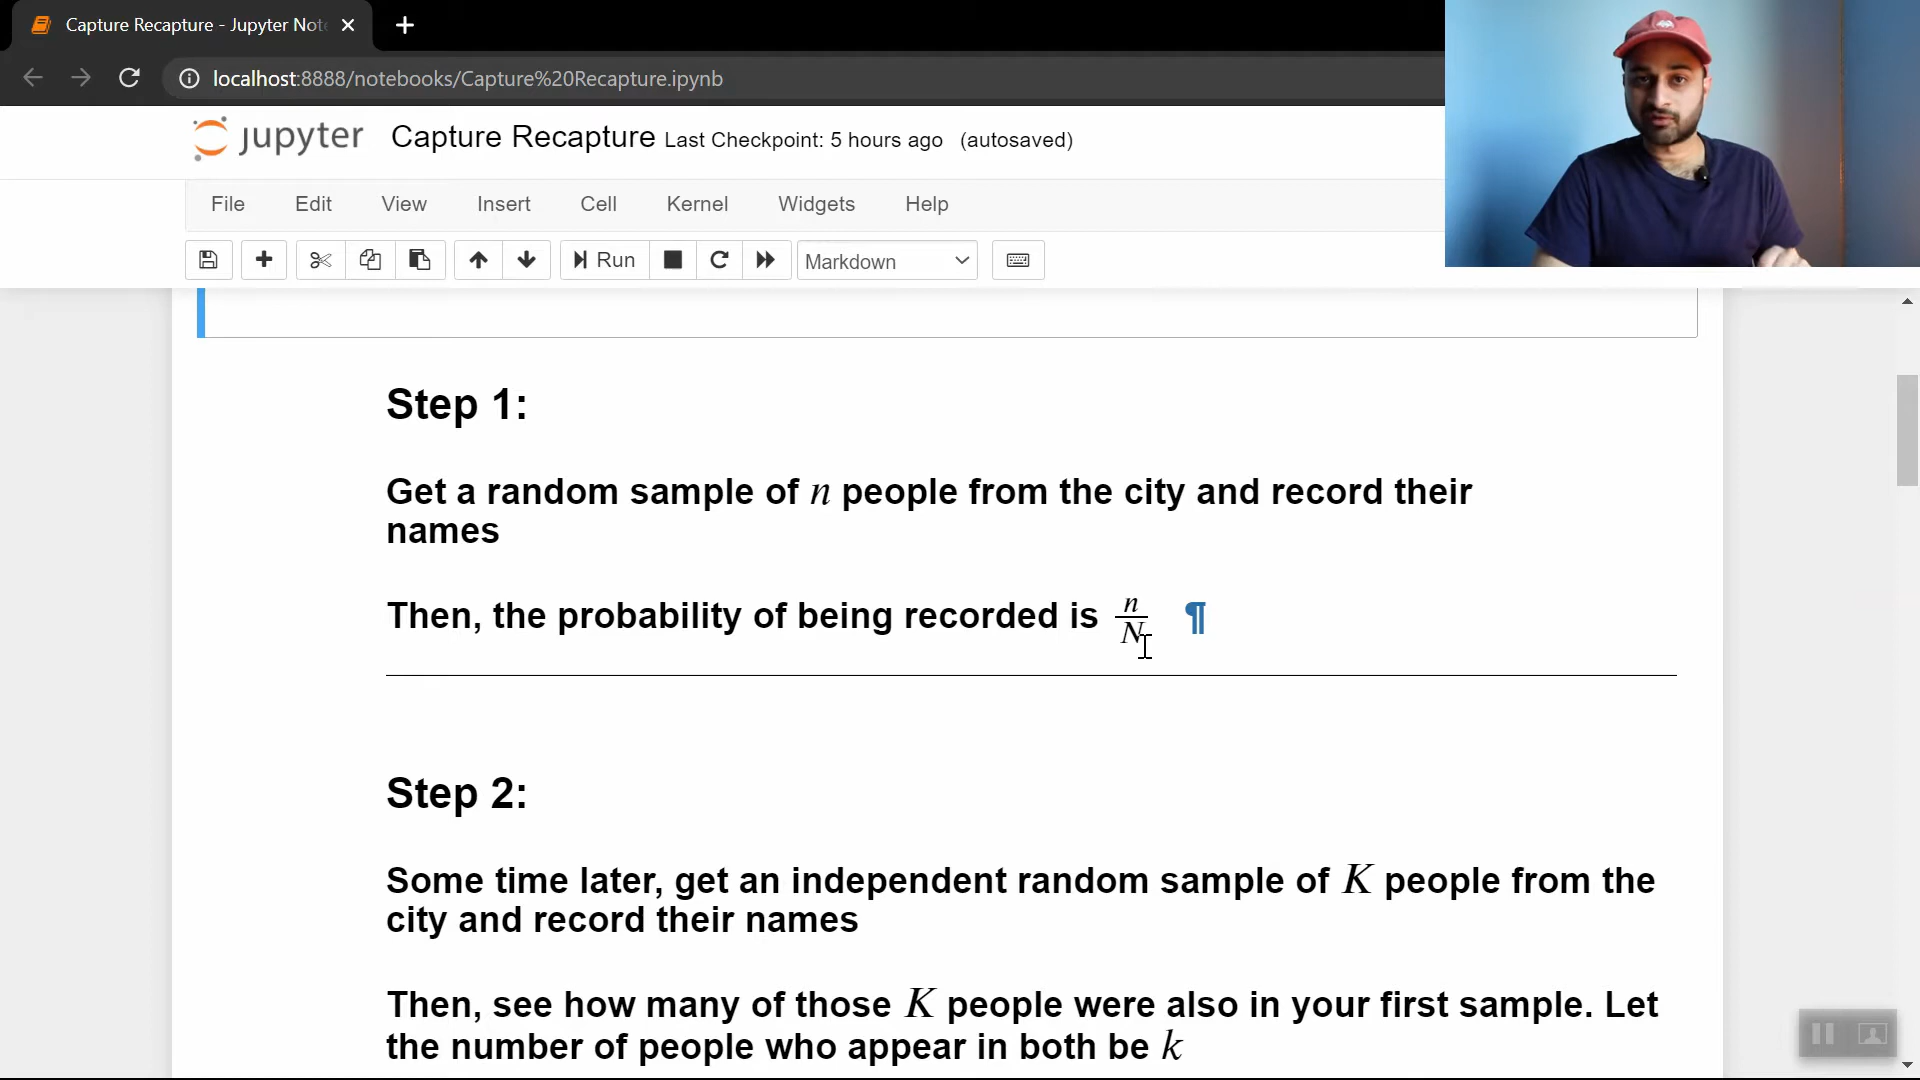 Capture Recapture - Jupyter Not
localhost:8888/notebooks/Capture%20Recapture.ipynb
jupyter Capture Recapture Last Checkpoint: 5 hours ago (autosaved)
File Edit View Insert Cell Kernel Widgets Help
Run Markdown
Step 1:
Get a random sample of n people from the city and record their
names
Then, the probability of being recorded is n/N ¶
Step 2:
Some time later, get an independent random sample of K people from the
city and record their names
Then, see how many of those K people were also in your first sample. Let
the number of people who appear in both be k